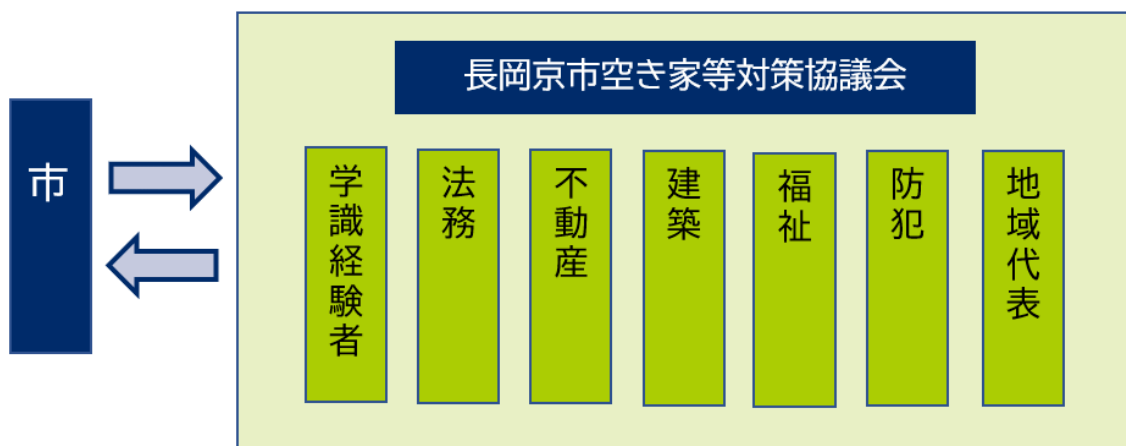 長岡京市空き家等対策協議会
市
学識経験者
法務
不動産
建築
福祉
防犯
地域代表